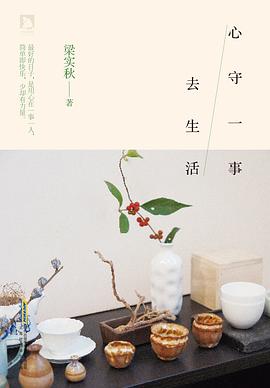 心守一事
去生活
梁实秋——著
最好的日子，是用心在一事一人，
简单即快乐，少却有力量。